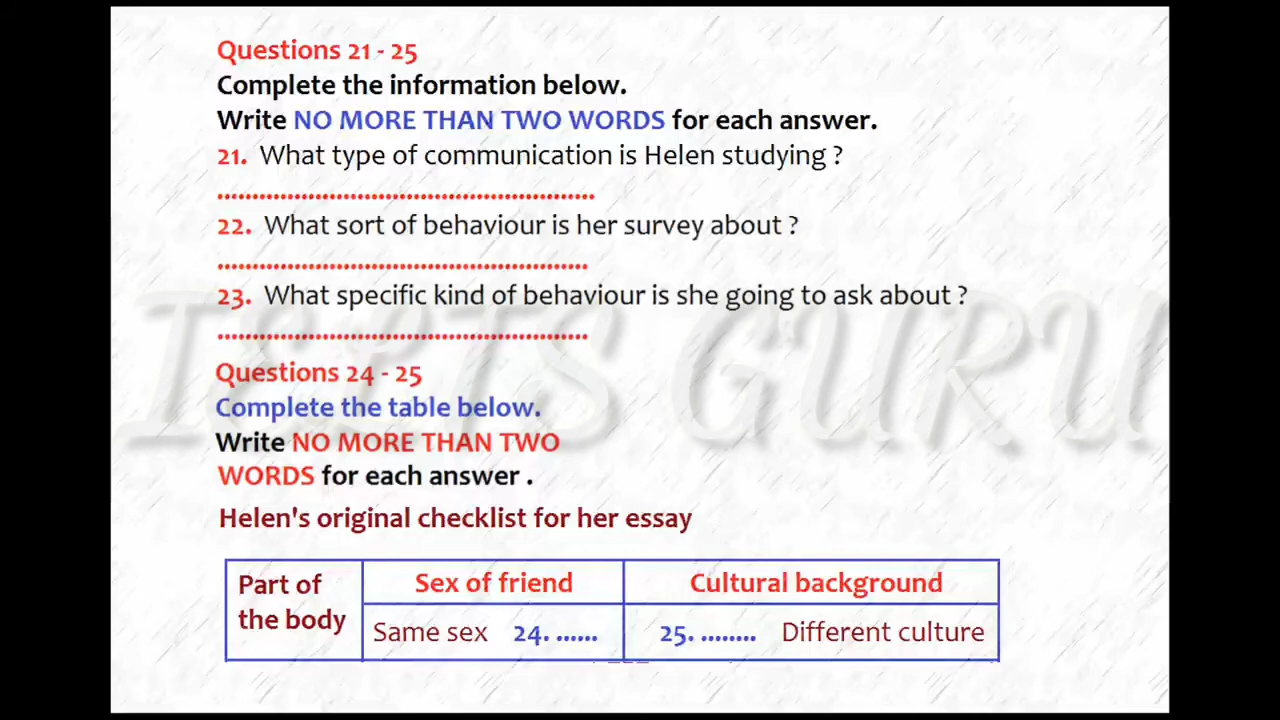 Questions 21 - 25
Complete the information below.
Write NO MORE THAN TWO WORDS for each answer.
21. What type of communication is Helen studying ?
......................................................
22. What sort of behaviour is her survey about ?
.....................................................
23. What specific kind of behaviour is she going to ask about ?
.....................................................
IELTS GURU
Questions 24 - 25
Complete the table below.
Write NO MORE THAN TWO
WORDS for each answer .
Helen's original checklist for her essay
Part of
the body
Sex of friend
Cultural background
Same sex 24. ......
25. ........ Different culture